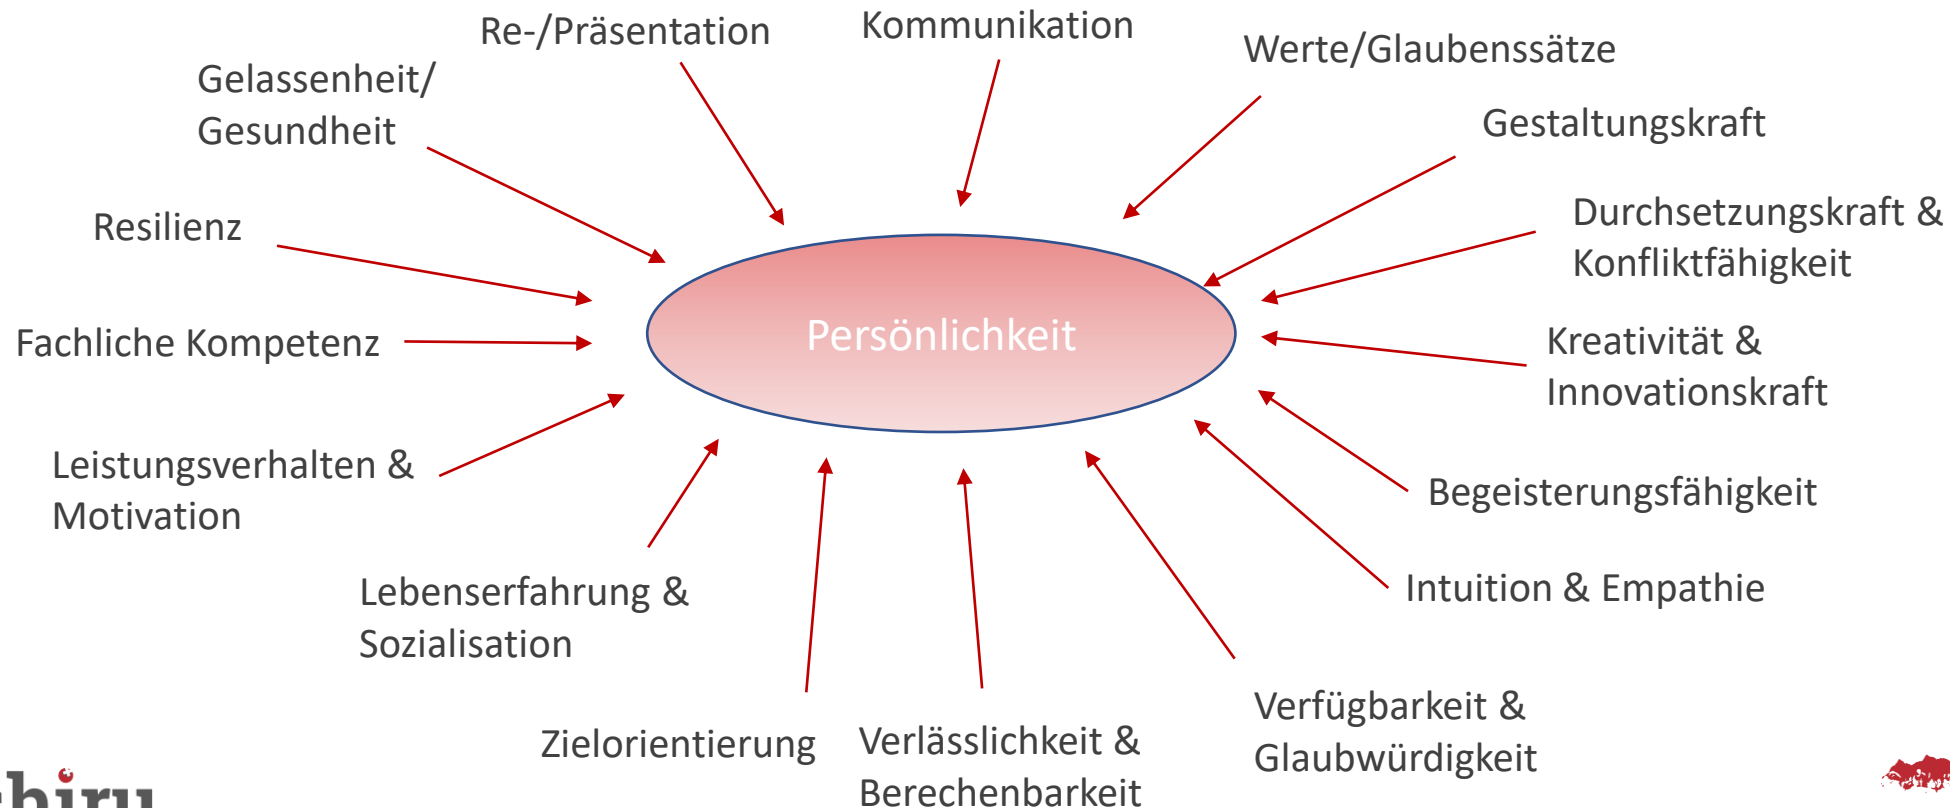 Re-/Präsentation
Kommunikation
Werte/Glaubenssätze
Gelassenheit/
Gesundheit
Gestaltungskraft
Resilienz
Durchsetzungskraft &
Konfliktfähigkeit
Fachliche Kompetenz
Persönlichkeit
Kreativität &
Innovationskraft
Leistungsverhalten &
Motivation
Begeisterungsfähigkeit
Lebenserfahrung &
Sozialisation
Intuition & Empathie
Zielorientierung
Verlässlichkeit &
Berechenbarkeit
Verfügbarkeit &
Glaubwürdigkeit